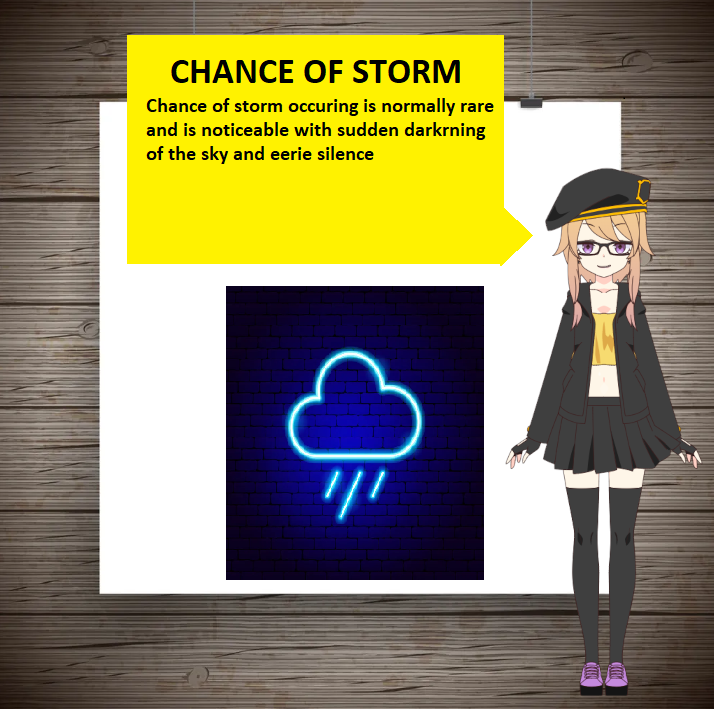 CHANCE OF STORM
Chance of storm occuring is normally rare
and is noticeable with sudden darkrning
of the sky and eerie silence